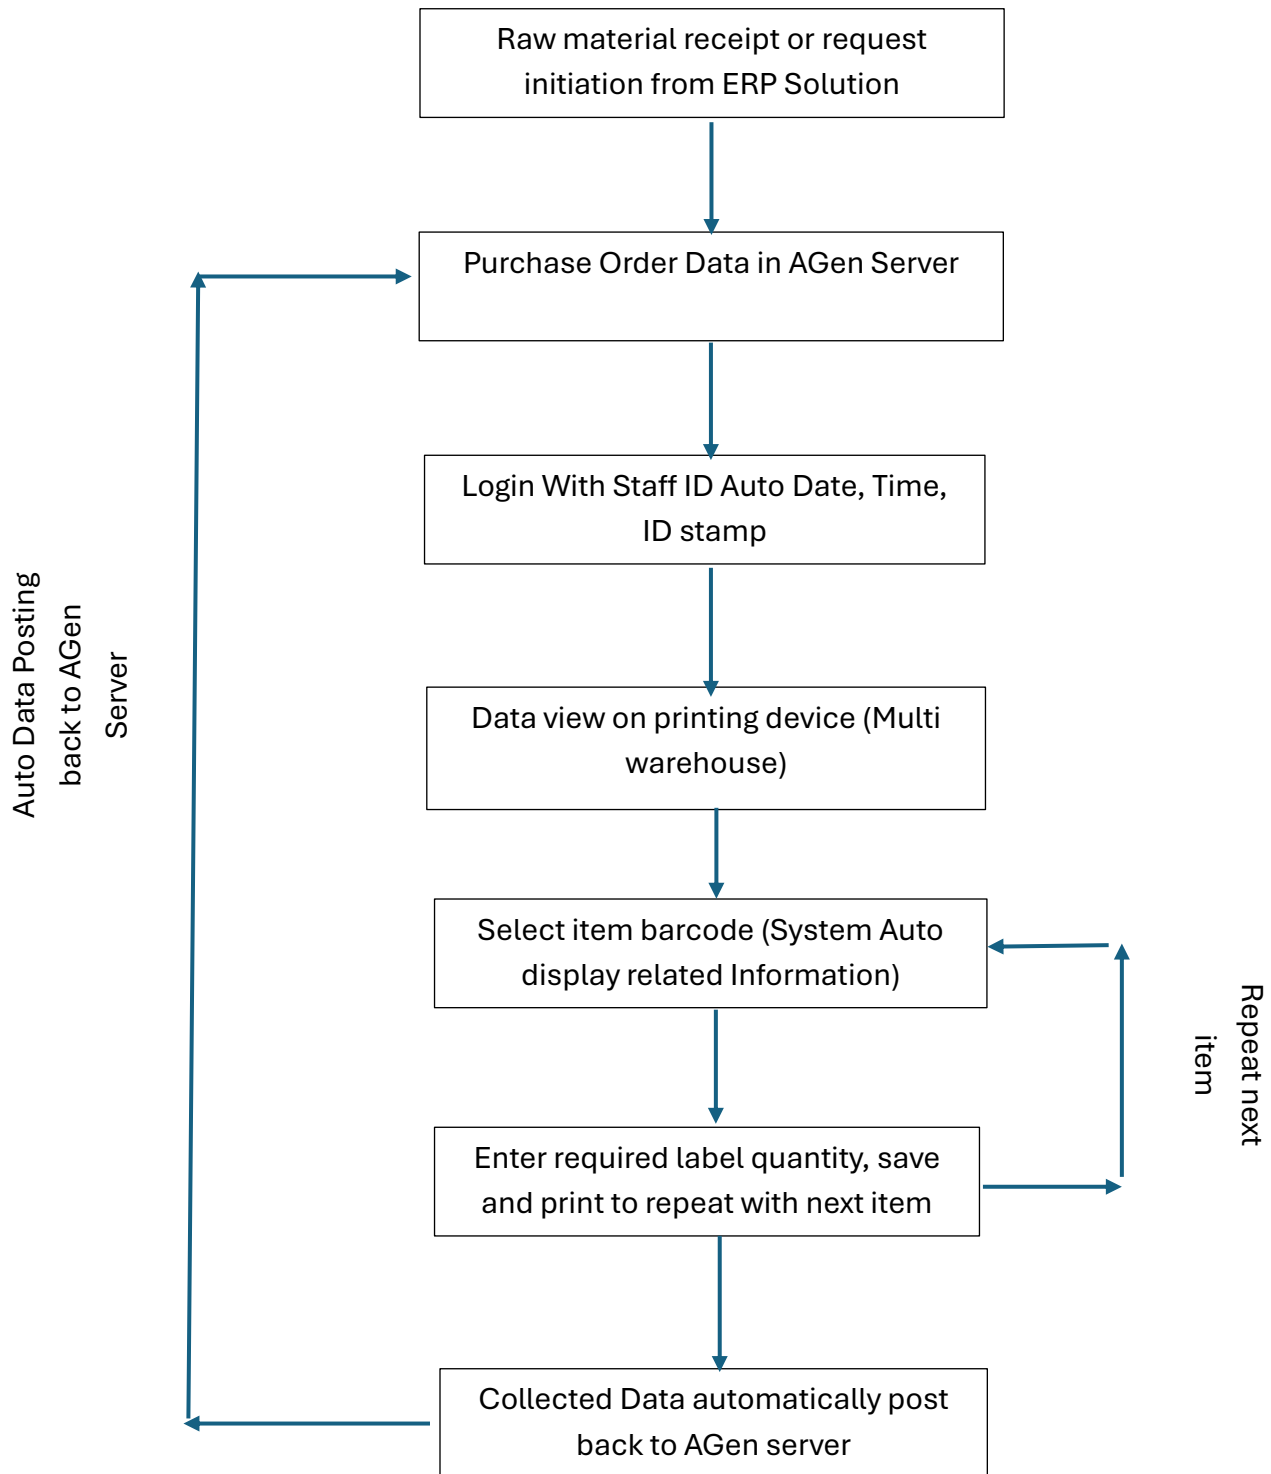 Raw material receipt or request
initiation from ERP Solution
Purchase Order Data in AGen Server
Login With Staff ID Auto Date, Time,
ID stamp
Data view on printing device (Multi
warehouse)
Select item barcode (System Auto
display related Information)
Enter required label quantity, save
and print to repeat with next item
Collected Data automatically post
back to AGen server
Auto Data Posting
back to AGen
Server
Repeat next
item